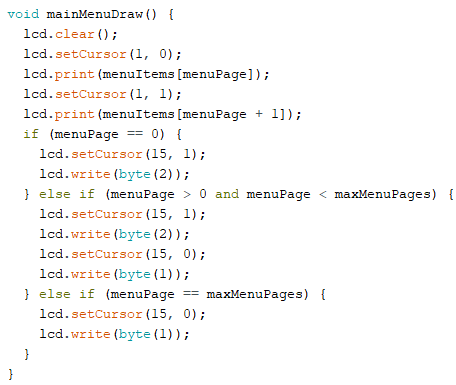 void mainMenuDraw() {
  lcd.clear();
  lcd.setCursor(1, 0);
  lcd.print(menuItems[menuPage]);
  lcd.setCursor(1, 1);
  lcd.print(menuItems[menuPage + 1]);
  if (menuPage == 0) {
    lcd.setCursor(15, 1);
    lcd.write(byte(2));
  } else if (menuPage > 0 and menuPage < maxMenuPages) {
    lcd.setCursor(15, 1);
    lcd.write(byte(2));
    lcd.setCursor(15, 0);
    lcd.write(byte(1));
  } else if (menuPage == maxMenuPages) {
    lcd.setCursor(15, 0);
    lcd.write(byte(1));
  }
}